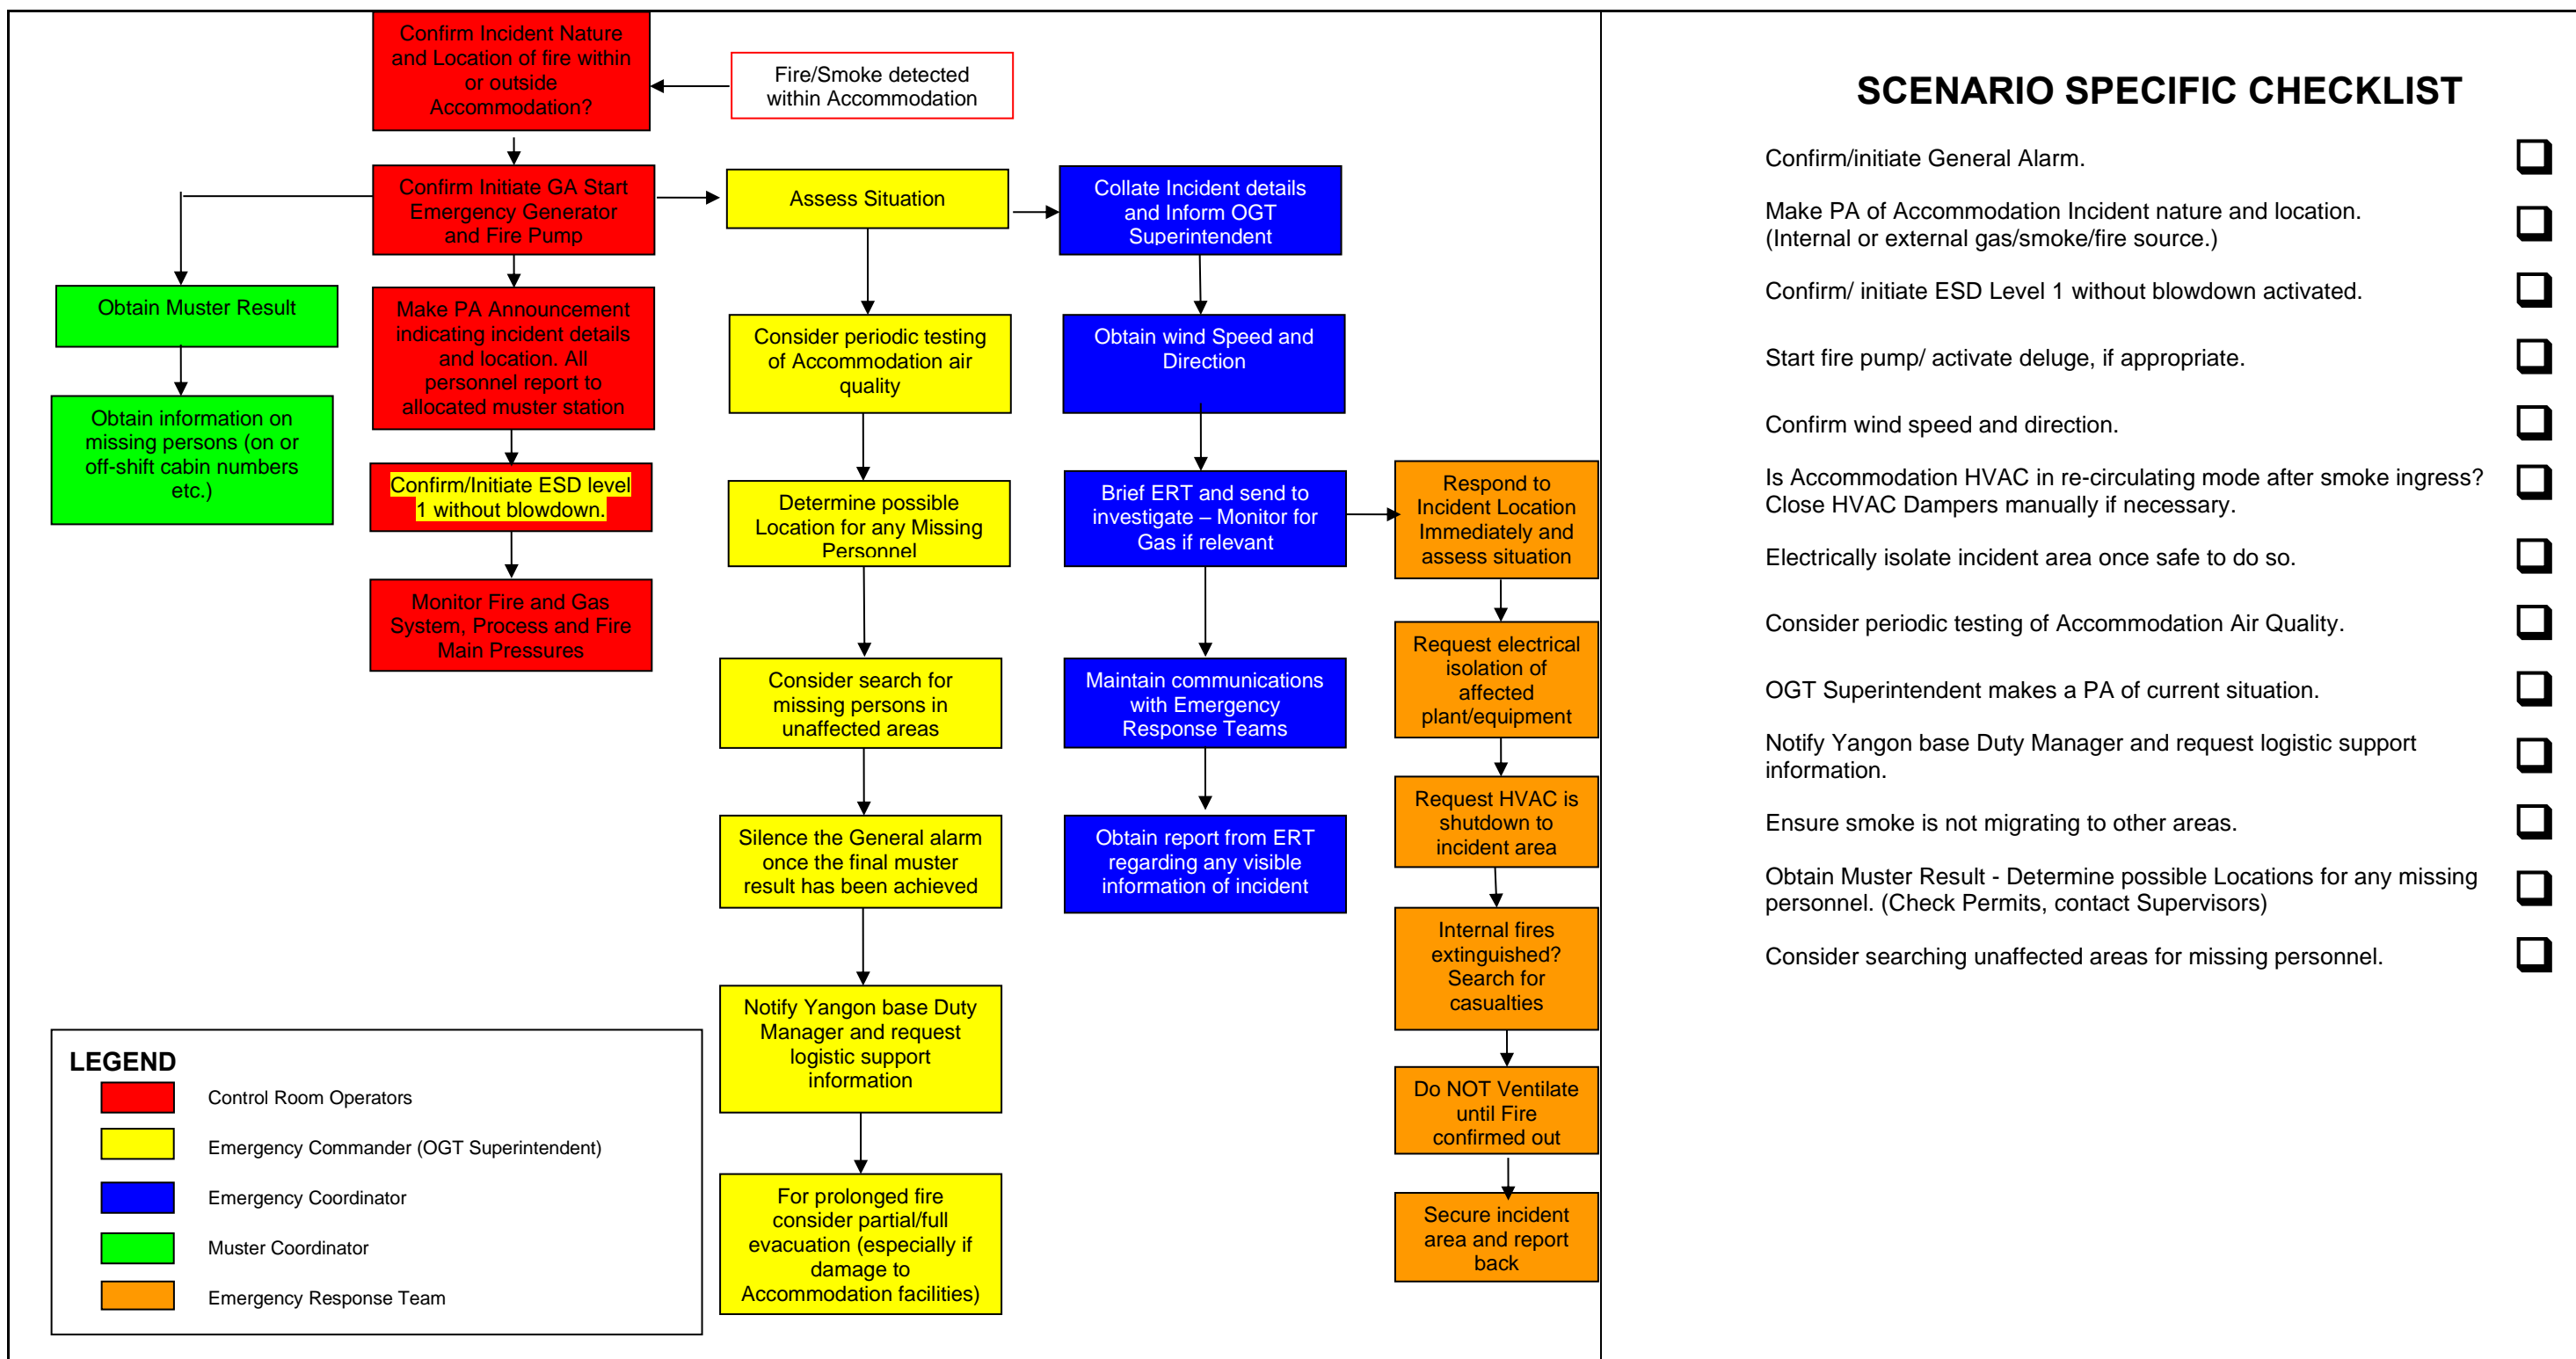 Confirm Incident Nature
and Location of fire within
or outside
Accommodation?
Fire/Smoke detected
within Accommodation
Confirm Initiate GA Start
Emergency Generator
and Fire Pump
Assess Situation
Collate Incident details
and Inform OGT
Superintendent
Obtain Muster Result
Obtain information on
missing persons (on or
off-shift cabin numbers
etc.)
Make PA Announcement
indicating incident details
and location. All
personnel report to
allocated muster station
Confirm/Initiate ESD level
1 without blowdown.
Monitor Fire and Gas
System, Process and Fire
Main Pressures
Consider periodic testing
of Accommodation air
quality
Determine possible
Location for any Missing
Personnel
Consider search for
missing persons in
unaffected areas
Silence the General alarm
once the final muster
result has been achieved
Notify Yangon base Duty
Manager and request
logistic support
information
For prolonged fire
consider partial/full
evacuation (especially if
damage to
Accommodation facilities)
Obtain wind Speed and
Direction
Brief ERT and send to
investigate – Monitor for
Gas if relevant
Maintain communications
with Emergency
Response Teams
Obtain report from ERT
regarding any visible
information of incident
Respond to
Incident Location
Immediately and
assess situation
Request electrical
isolation of
affected
plant/equipment
Request HVAC is
shutdown to
incident area
Internal fires
extinguished?
Search for
casualties
Do NOT Ventilate
until Fire
confirmed out
Secure incident
area and report
back
LEGEND
Control Room Operators
Emergency Commander (OGT Superintendent)
Emergency Coordinator
Muster Coordinator
Emergency Response Team
SCENARIO SPECIFIC CHECKLIST
Confirm/initiate General Alarm.
Make PA of Accommodation Incident nature and location.
(Internal or external gas/smoke/fire source.)
Confirm/ initiate ESD Level 1 without blowdown activated.
Start fire pump/ activate deluge, if appropriate.
Confirm wind speed and direction.
Is Accommodation HVAC in re-circulating mode after smoke ingress?
Close HVAC Dampers manually if necessary.
Electrically isolate incident area once safe to do so.
Consider periodic testing of Accommodation Air Quality.
OGT Superintendent makes a PA of current situation.
Notify Yangon base Duty Manager and request logistic support
information.
Ensure smoke is not migrating to other areas.
Obtain Muster Result - Determine possible Locations for any missing
personnel. (Check Permits, contact Supervisors)
Consider searching unaffected areas for missing personnel.